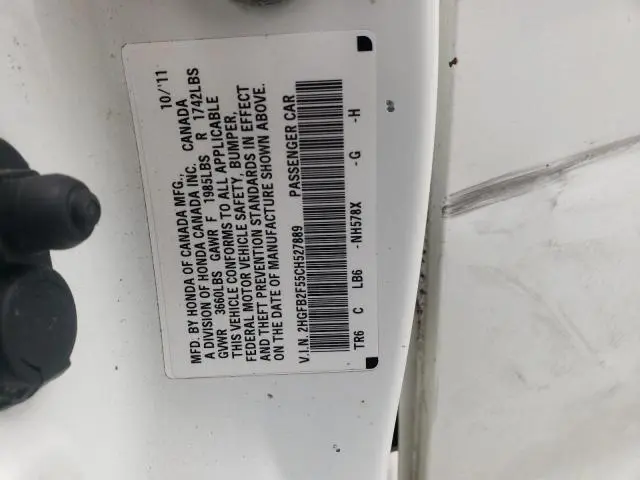 MFD. BY HONDA OF CANADA MFG., 10/'11
A DIVISION OF HONDA CANADA INC. CANADA
GVWR 3660LBS GAWR F 1985LBS R 1742LBS
THIS VEHICLE CONFORMS TO ALL APPLICABLE
FEDERAL MOTOR VEHICLE SAFETY, BUMPER,
AND THEFT PREVENTION STANDARDS IN EFFECT
ON THE DATE OF MANUFACTURE SHOWN ABOVE.
V.I.N. 2HGFB2F55CH527889 PASSENGER CAR
TR6 C LB6 -NH578X -G -H